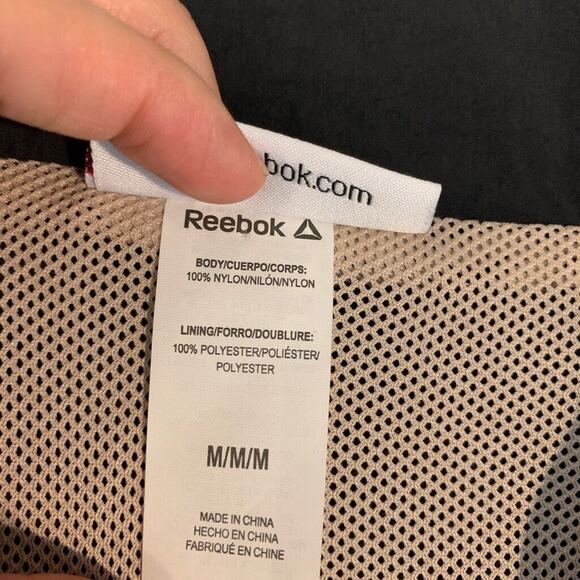 bok.com
Reebok
BODY/CUERPO/CORPS:
100% NYLON/NILÓN/NYLON
LINING/FORRO/DOUBLURE:
100% POLYESTER/POLIÉSTER/
POLYESTER
M/M/M
MADE IN CHINA
HECHO EN CHINA
FABRIQUÉ EN CHINE